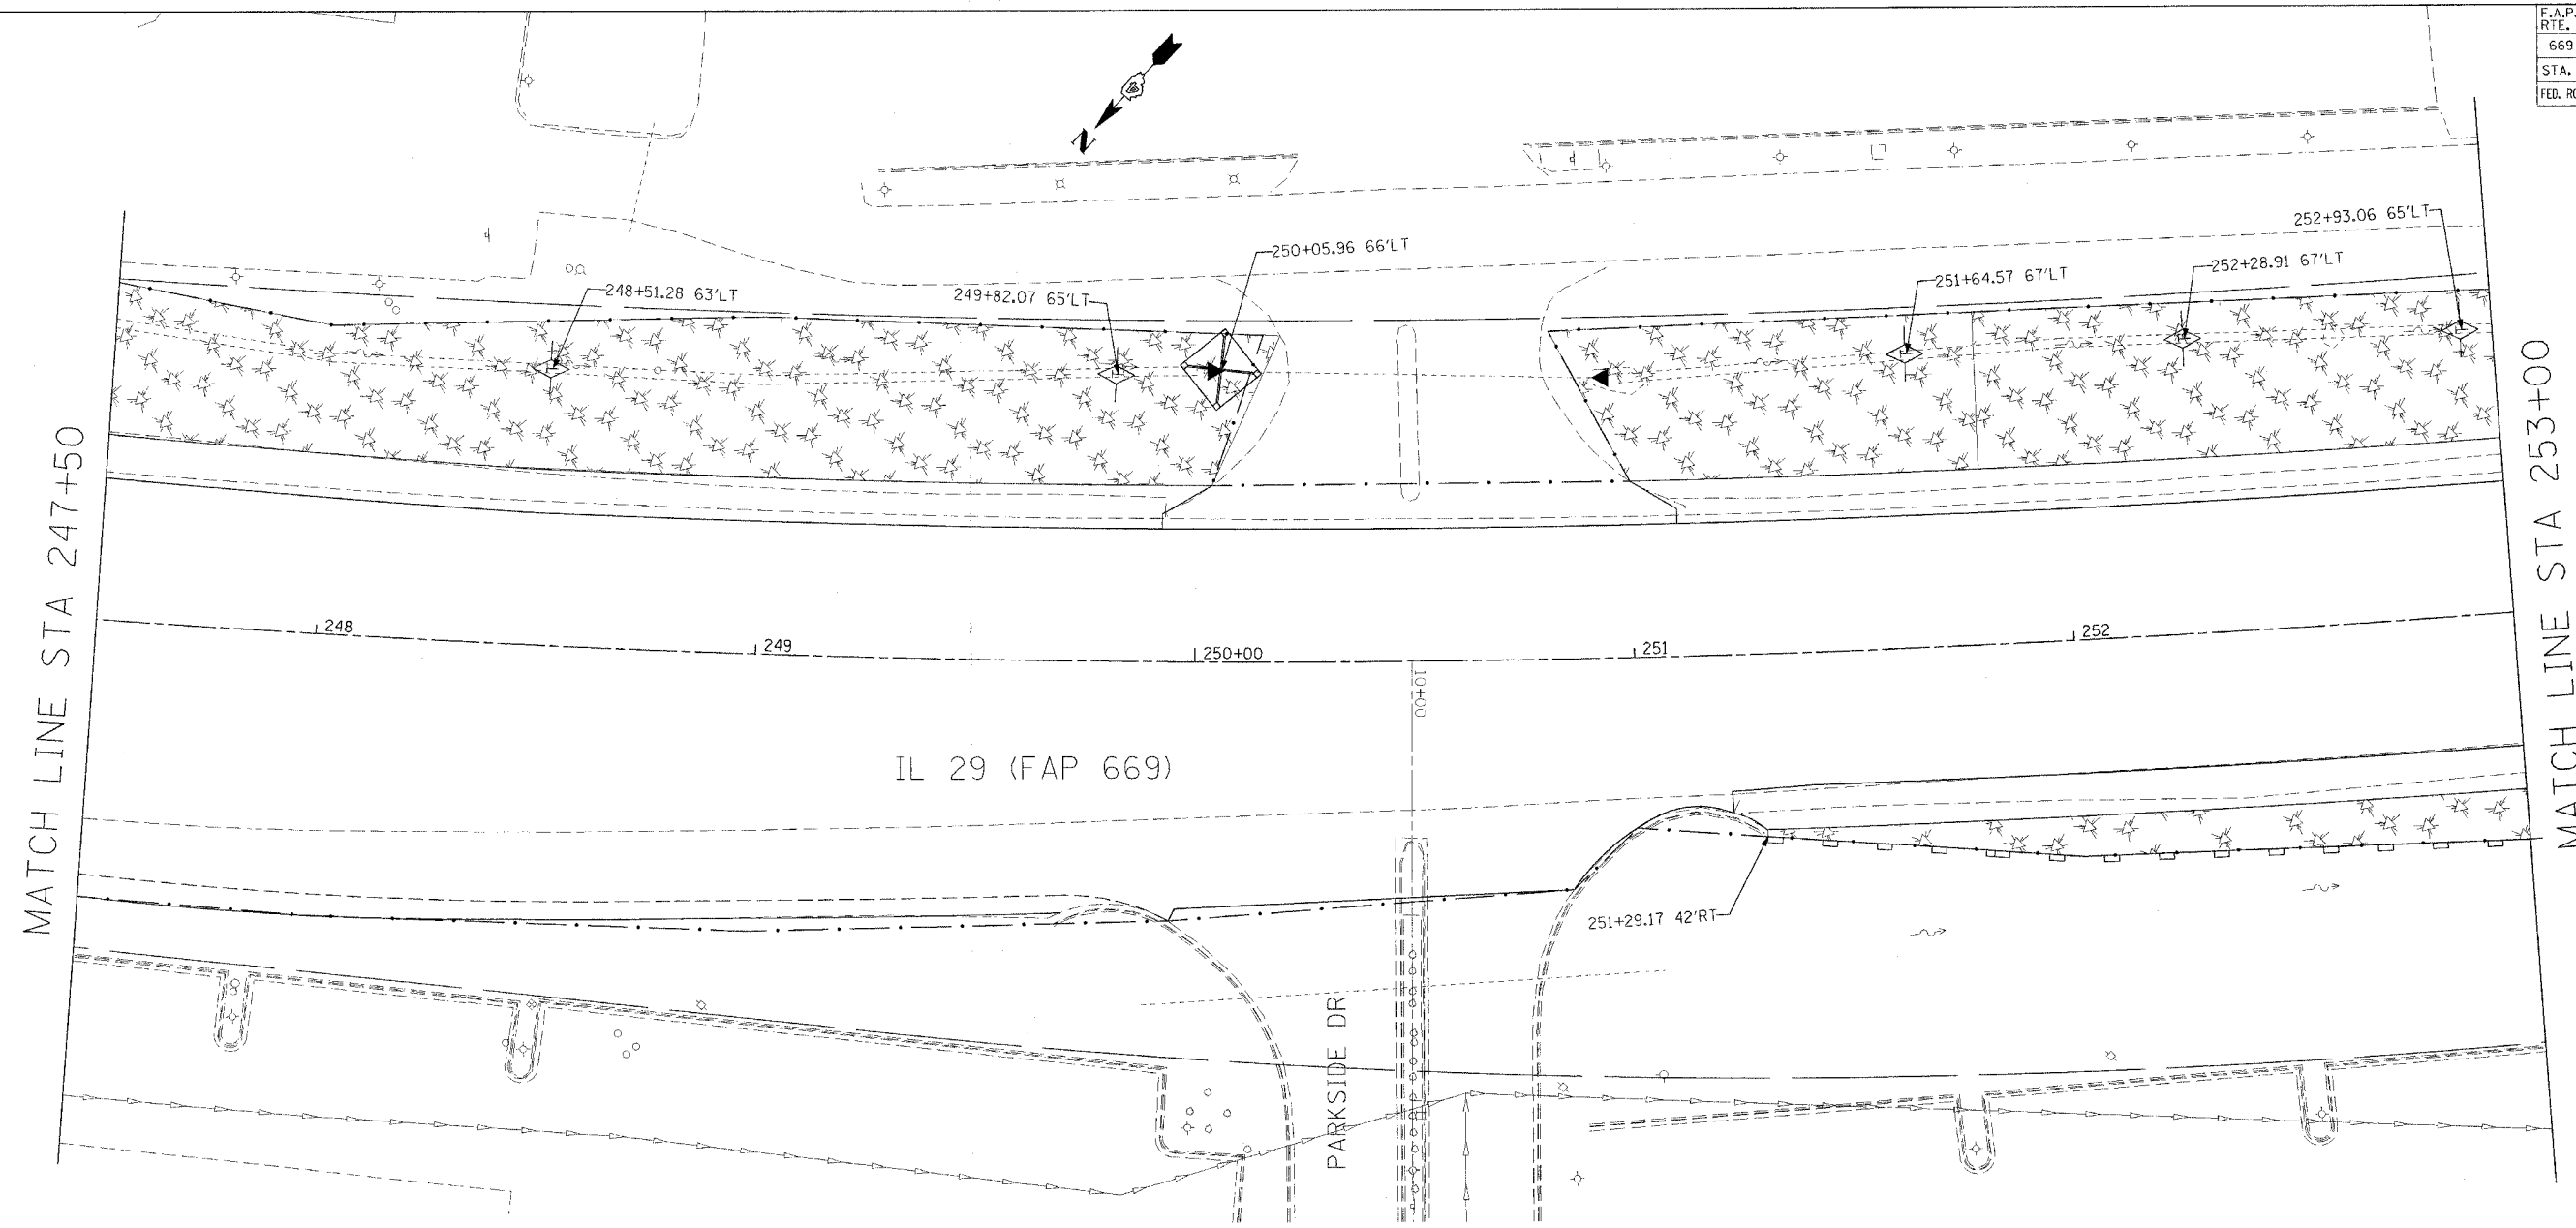 F.A.P.
RTE.
669
STA.
FED. RO
N
252+93.06 65'LT
250+05.96 66'LT
252+28.91 67'LT
251+64.57 67'LT
248+51.28 63'LT
249+82.07 65'LT
MATCH LINE STA 247+50
MATCH LINE STA 253+00
248
249
250+00
251
252
10+00
IL 29 (FAP 669)
251+29.17 42'RT
PARKSIDE DR